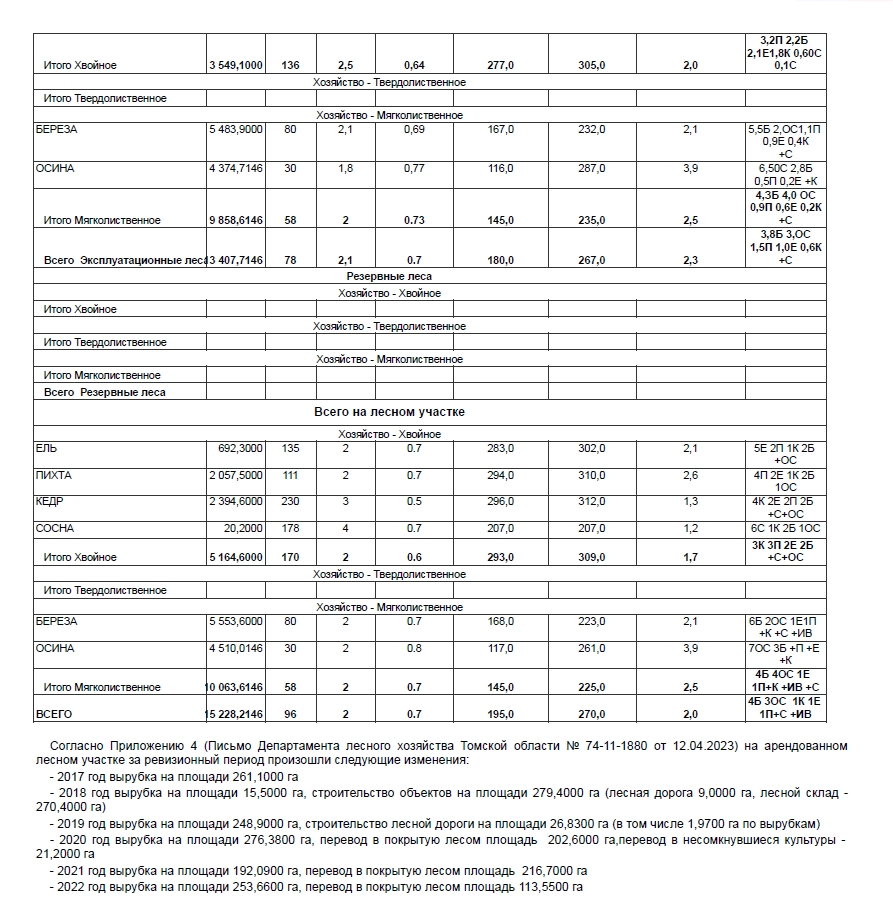 3,2П 2,2Б
Итого Хвойное 3 549,1000 136 2,5 0,64 277,0 305,0 2,0 2,1Е1,8К 0,60С
0,1С
Хозяйство - Твердолиственное
Итого Твердолиственное
Хозяйство - Мягколиственное
БЕРЕЗА 5 483,9000 80 2,1 0,69 167,0 232,0 2,1 5,5Б 2,ОС1,1П
0,9Е 0,4К
+С
ОСИНА 4 374,7146 30 1,8 0,77 116,0 287,0 3,9 6,50С 2,8Б
0,5П 0,2Е +К
4,3Б 4,0 ОС
Итого Мягколиственное 9 858,6146 58 2 0.73 145,0 235,0 2,5 0,9П 0,6Е 0,2К
+С
3,8Б 3,ОС
Всего Эксплуатационные леса 3 407,7146 78 2,1 0.7 180,0 267,0 2,3 1,5П 1,0Е 0,6К
+С
Резервные леса
Хозяйство - Хвойное
Итого Хвойное
Хозяйство - Твердолиственное
Итого Твердолиственное
Хозяйство - Мягколиственное
Итого Мягколиственное
Всего Резервные леса
Всего на лесном участке
Хозяйство - Хвойное
ЕЛЬ 692,3000 135 2 0.7 283,0 302,0 2,1 5Е 2П 1К 2Б
+ОС
ПИХТА 2 057,5000 111 2 0.7 294,0 310,0 2,6 4П 2Е 1К 2Б
1ОС
КЕДР 2 394,6000 230 3 0.5 296,0 312,0 1,3 4К 2Е 2П 2Б
+С+ОС
СОСНА 20,2000 178 4 0.7 207,0 207,0 1,2 6С 1К 2Б 1ОС
Итого Хвойное 5 164,6000 170 2 0.6 293,0 309,0 1,7 3К 3П 2Е 2Б
+С+ОС
Хозяйство - Твердолиственное
Итого Твердолиственное
Хозяйство - Мягколиственное
БЕРЕЗА 5 553,6000 80 2 0.7 168,0 223,0 2,1 6Б 2ОС 1Е1П
+К +С +ИВ
ОСИНА 4 510,0146 30 2 0.8 117,0 261,0 3,9 7ОС 3Б +П +Е
+К
Итого Мягколиственное 10 063,6146 58 2 0.7 145,0 225,0 2,5 4Б 4ОС 1Е
1П+К +ИВ +С
ВСЕГО 15 228,2146 96 2 0.7 195,0 270,0 2,0 4Б 3ОС 1К 1Е
1П+С +ИВ
Согласно Приложению 4 (Письмо Департамента лесного хозяйства Томской области № 74-11-1880 от 12.04.2023) на арендованном
лесном участке за ревизионный период произошли следующие изменения:
- 2017 год вырубка на площади 261,1000 га
- 2018 год вырубка на площади 15,5000 га, строительство объектов на площади 279,4000 га (лесная дорога 9,0000 га, лесной склад -
270,4000 га)
- 2019 год вырубка на площади 248,9000 га, строительство лесной дороги на площади 26,8300 га (в том числе 1,9700 га по вырубкам)
- 2020 год вырубка на площади 276,3800 га, перевод в покрытую лесом площадь 202,6000 га,перевод в несомкнувшиеся культуры -
21,2000 га
- 2021 год вырубка на площади 192,0900 га, перевод в покрытую лесом площадь 216,7000 га
- 2022 год вырубка на площади 253,6600 га, перевод в покрытую лесом площадь 113,5500 га